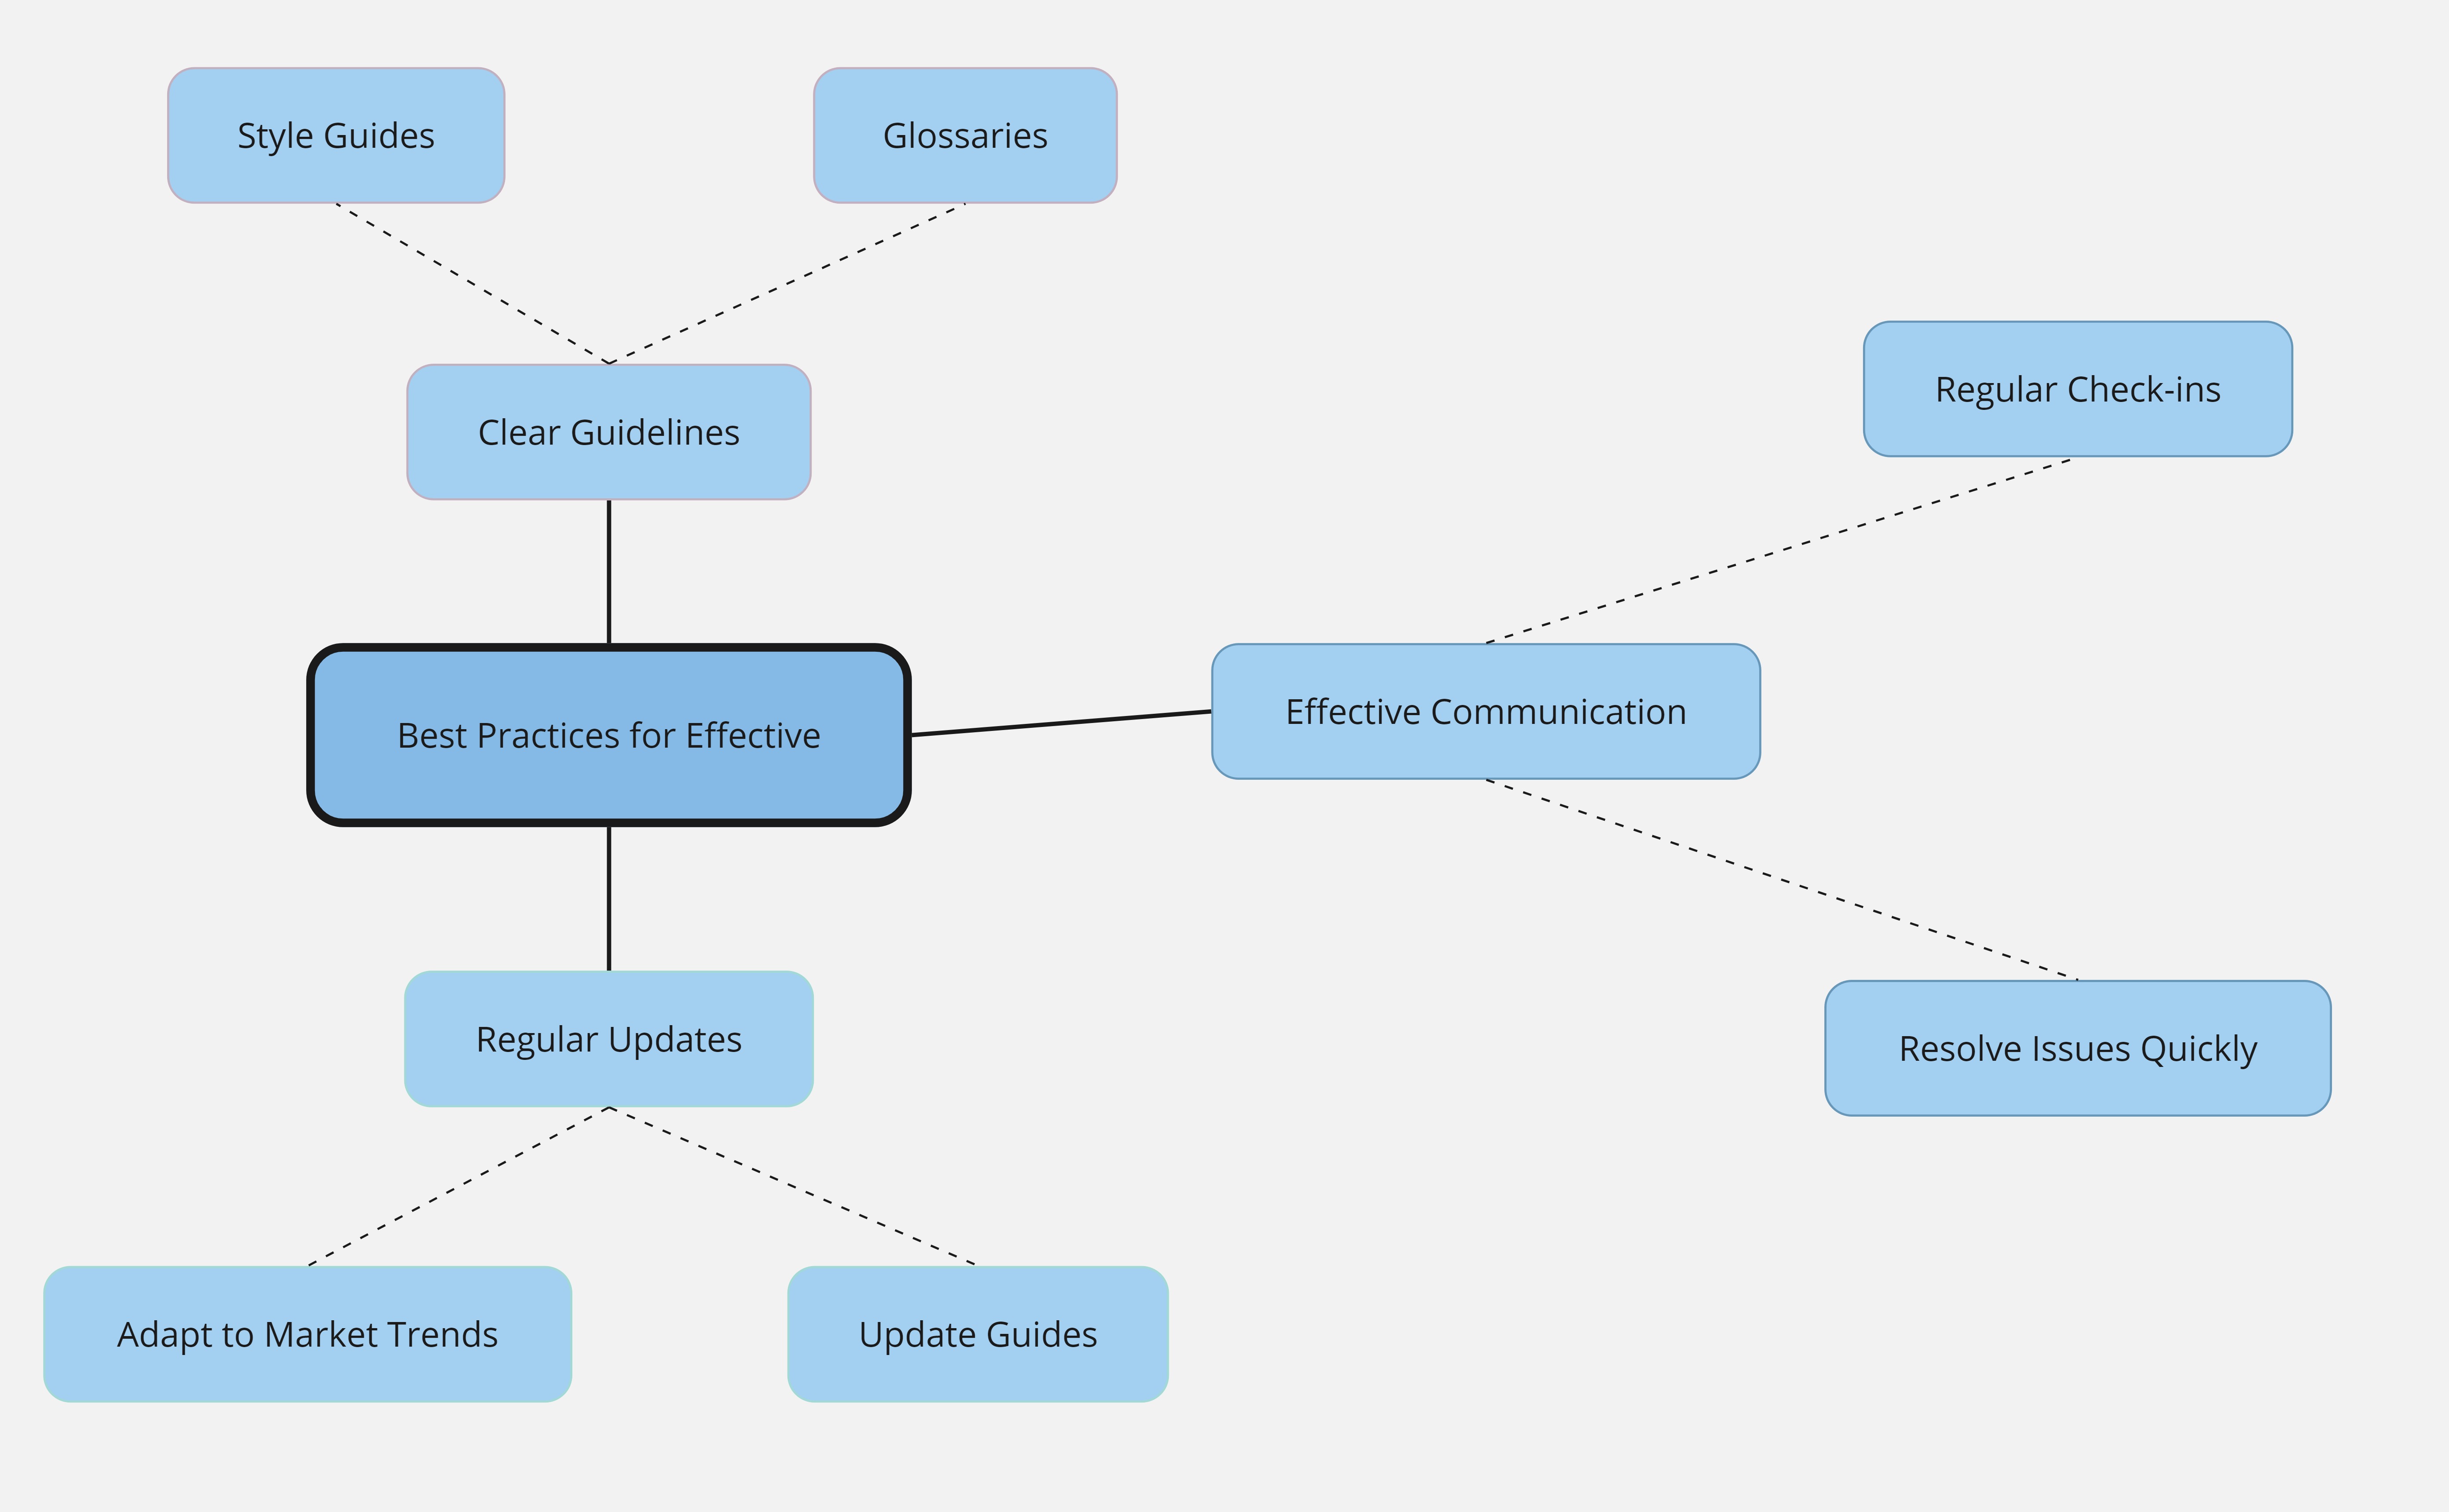 Style Guides
Glossaries
Clear Guidelines
Regular Check-ins
Best Practices for Effective
Effective Communication
Regular Updates
Resolve Issues Quickly
Adapt to Market Trends
Update Guides